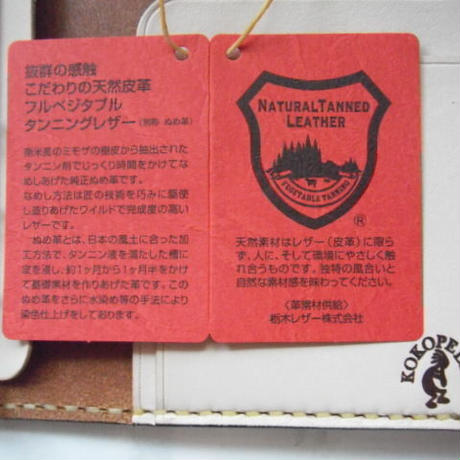 抜群の感触
こだわりの天然皮革
フルベジタブル
タンニングレザー（別称・ぬめ革）
南米産のミモザの樹皮から抽出された
タンニン剤でじっくり時間をかけてな
めしあげた純正ぬめ革です。
なめし方法は匠の技術を巧みに駆使
し造りあげたワイルドで完成度の高い
レザーです。
ぬめ革とは、日本の風土に合った加
工方法で、タンニン液を満たした槽に
皮を浸し、約1ヶ月から1ヶ月半をかけ
て基礎素材を作りあげた革です。この
ぬめ革をさらに水染め等の手法により
染色仕上げをしております。
NATURALTANNED
LEATHER
VEGETABLE TANNING
®
天然素材はレザー（皮革）に限ら
ず、人に、そして環境にやさしく触
れ合うものです。独特の風合いと
自然な素材感を味わってください。
〈革素材供給〉
栃木レザー株式会社
KOKOPELLI